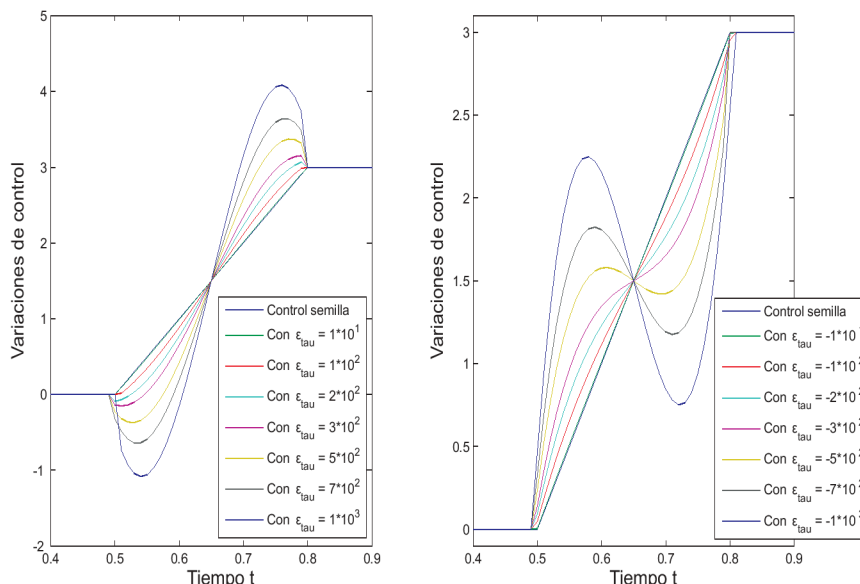 5
4
3
2
1
0
-1
-2
Variaciones de control
0.4 0.5 0.6 0.7 0.8 0.9
Tiempo t
Control semilla
Con ε_tau = 1*10^1
Con ε_tau = 1*10^2
Con ε_tau = 2*10^2
Con ε_tau = 3*10^2
Con ε_tau = 5*10^2
Con ε_tau = 7*10^2
Con ε_tau = 1*10^3
3
2.5
2
1.5
1
0.5
0
Variaciones de control
0.4 0.5 0.6 0.7 0.8 0.9
Tiempo t
Control semilla
Con ε_tau = -1*10
Con ε_tau = -1*10^2
Con ε_tau = -2*10^2
Con ε_tau = -3*10^2
Con ε_tau = -5*10^2
Con ε_tau = -7*10^2
Con ε_tau = -1*10^3